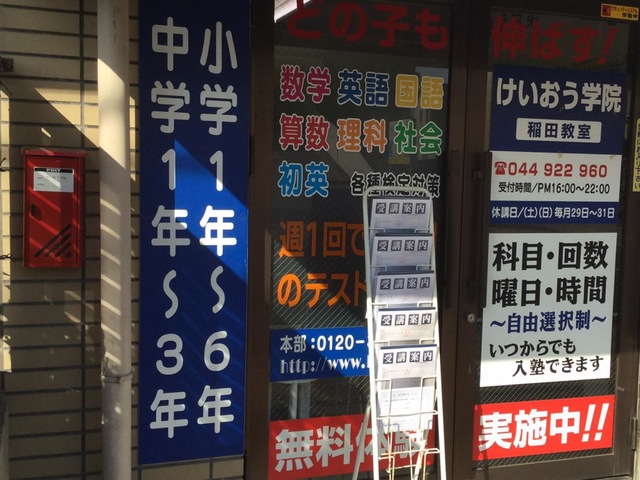 どの子も
伸ばす!
小学1年～6年
中学1年～3年
数学 英語 国語
算数 理科 社会
初英 各種検定対策
週1回で
のテスト
本部:0120-
http://www.
無料体験
受講案内
受講案内
受講案内
受講案内
受講案内
けいおう学院
稲田教室
☎044 922 960
受付時間/PM16:00～22:00
休講日/(土)(日) 毎月29日～31日
科目・回数
曜日・時間
～自由選択制～
いつからでも
入塾できます
実施中!!
POST